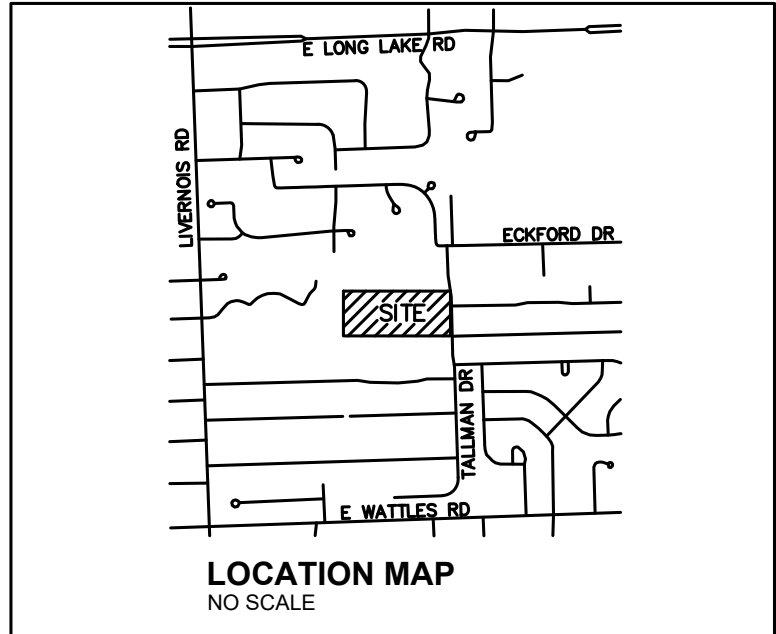 E LONG LAKE RD
LIVERNOIS RD
ECKFORD DR
SITE
TALLMAN DR
E WATTLES RD
LOCATION MAP
NO SCALE